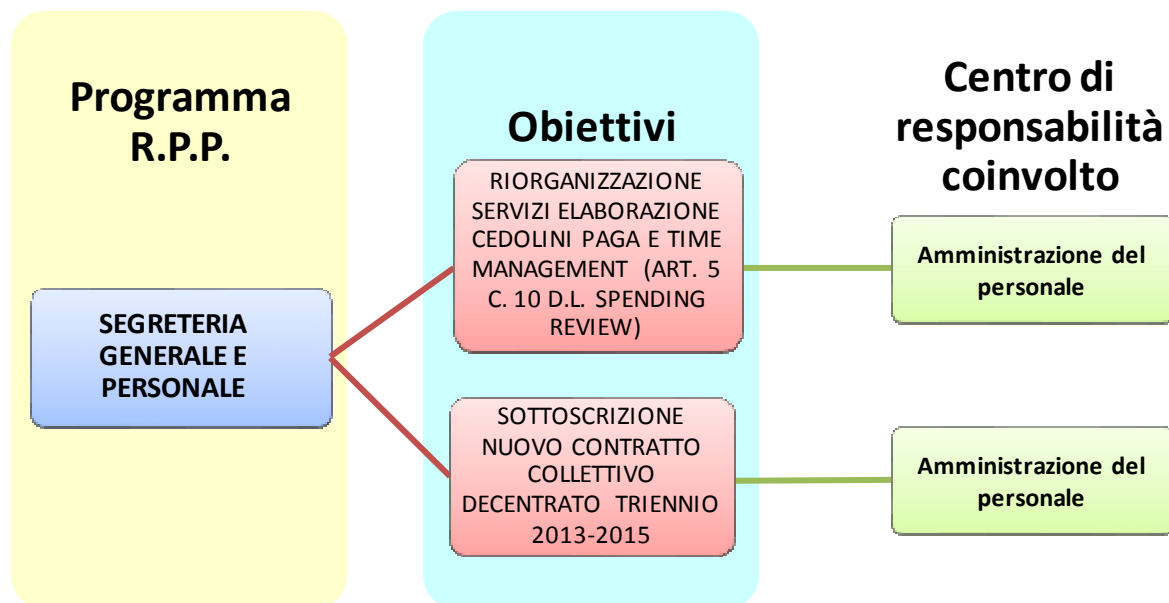 Programma
R.P.P.
Obiettivi
Centro di
responsabilità
coinvolto
SEGRETERIA
GENERALE E
PERSONALE
RIORGANIZZAZIONE
SERVIZI ELABORAZIONE
CEDOLINI PAGA E TIME
MANAGEMENT (ART. 5
C. 10 D.L. SPENDING
REVIEW)
Amministrazione del
personale
SOTTOSCRIZIONE
NUOVO CONTRATTO
COLLETTIVO
DECENTRATO TRIENNIO
2013-2015
Amministrazione del
personale